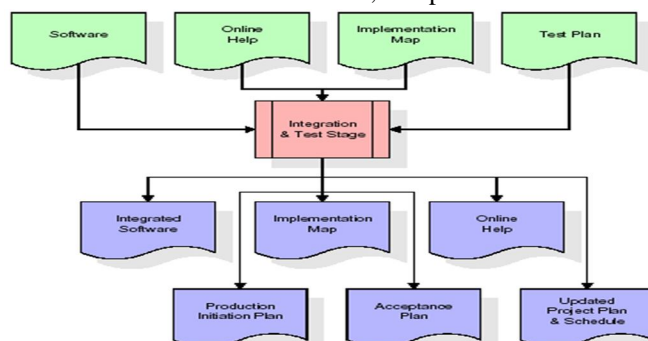 Software
Online
Help
Implementation
Map
Test Plan
Integration
& Test Stage
Integrated
Software
Implementation
Map
Online
Help
Production
Initiation Plan
Acceptance
Plan
Updated
Project Plan
& Schedule